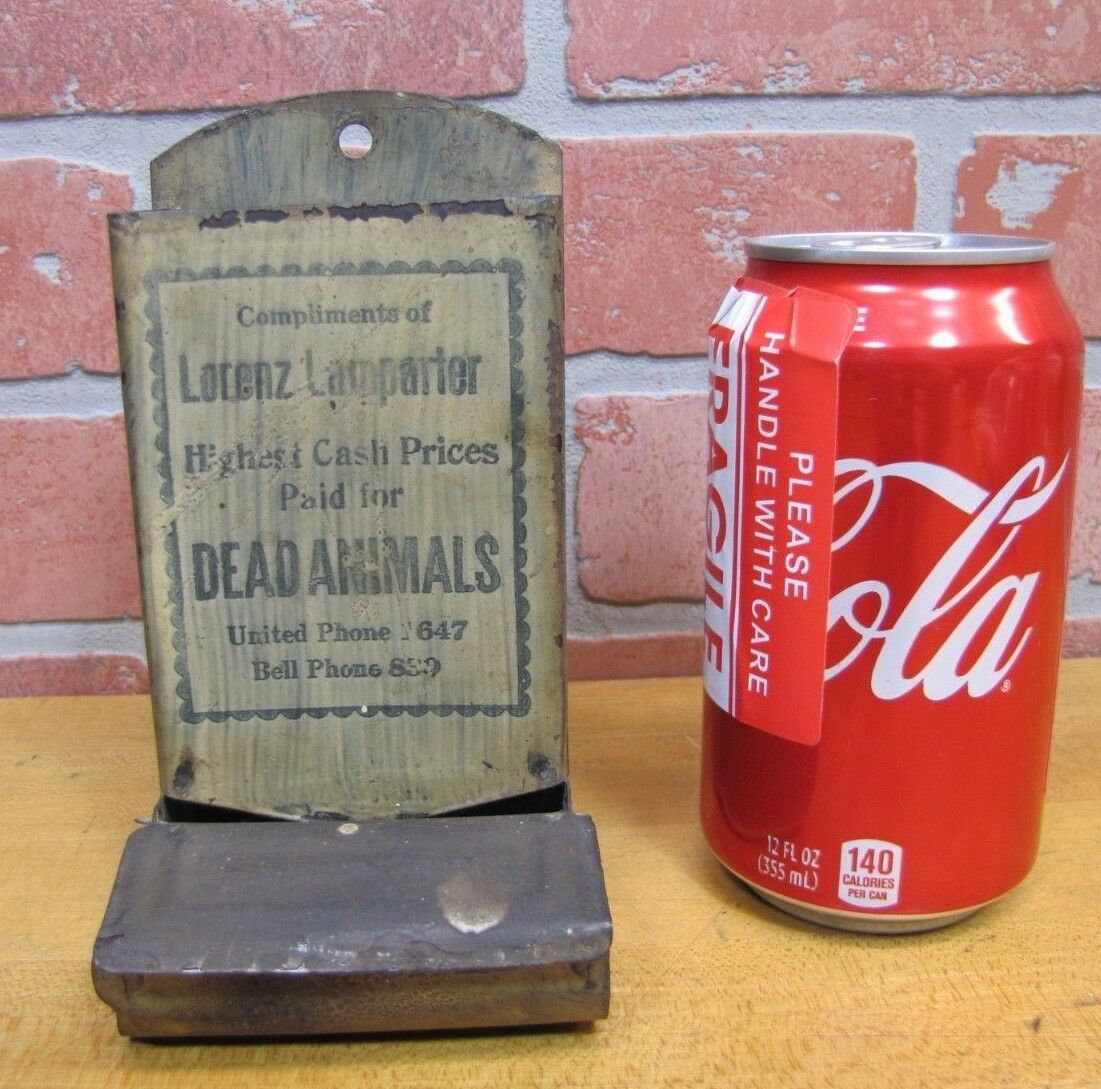 Compliments of
Lorenz Lamparter
Highest Cash Prices
Paid for
DEAD ANIMALS
United Phone 1647
Bell Phone 839
FRAGILE
PLEASE
HANDLE WITH CARE
Cola
12 FL OZ
(355 mL)
140
CALORIES
PER CAN